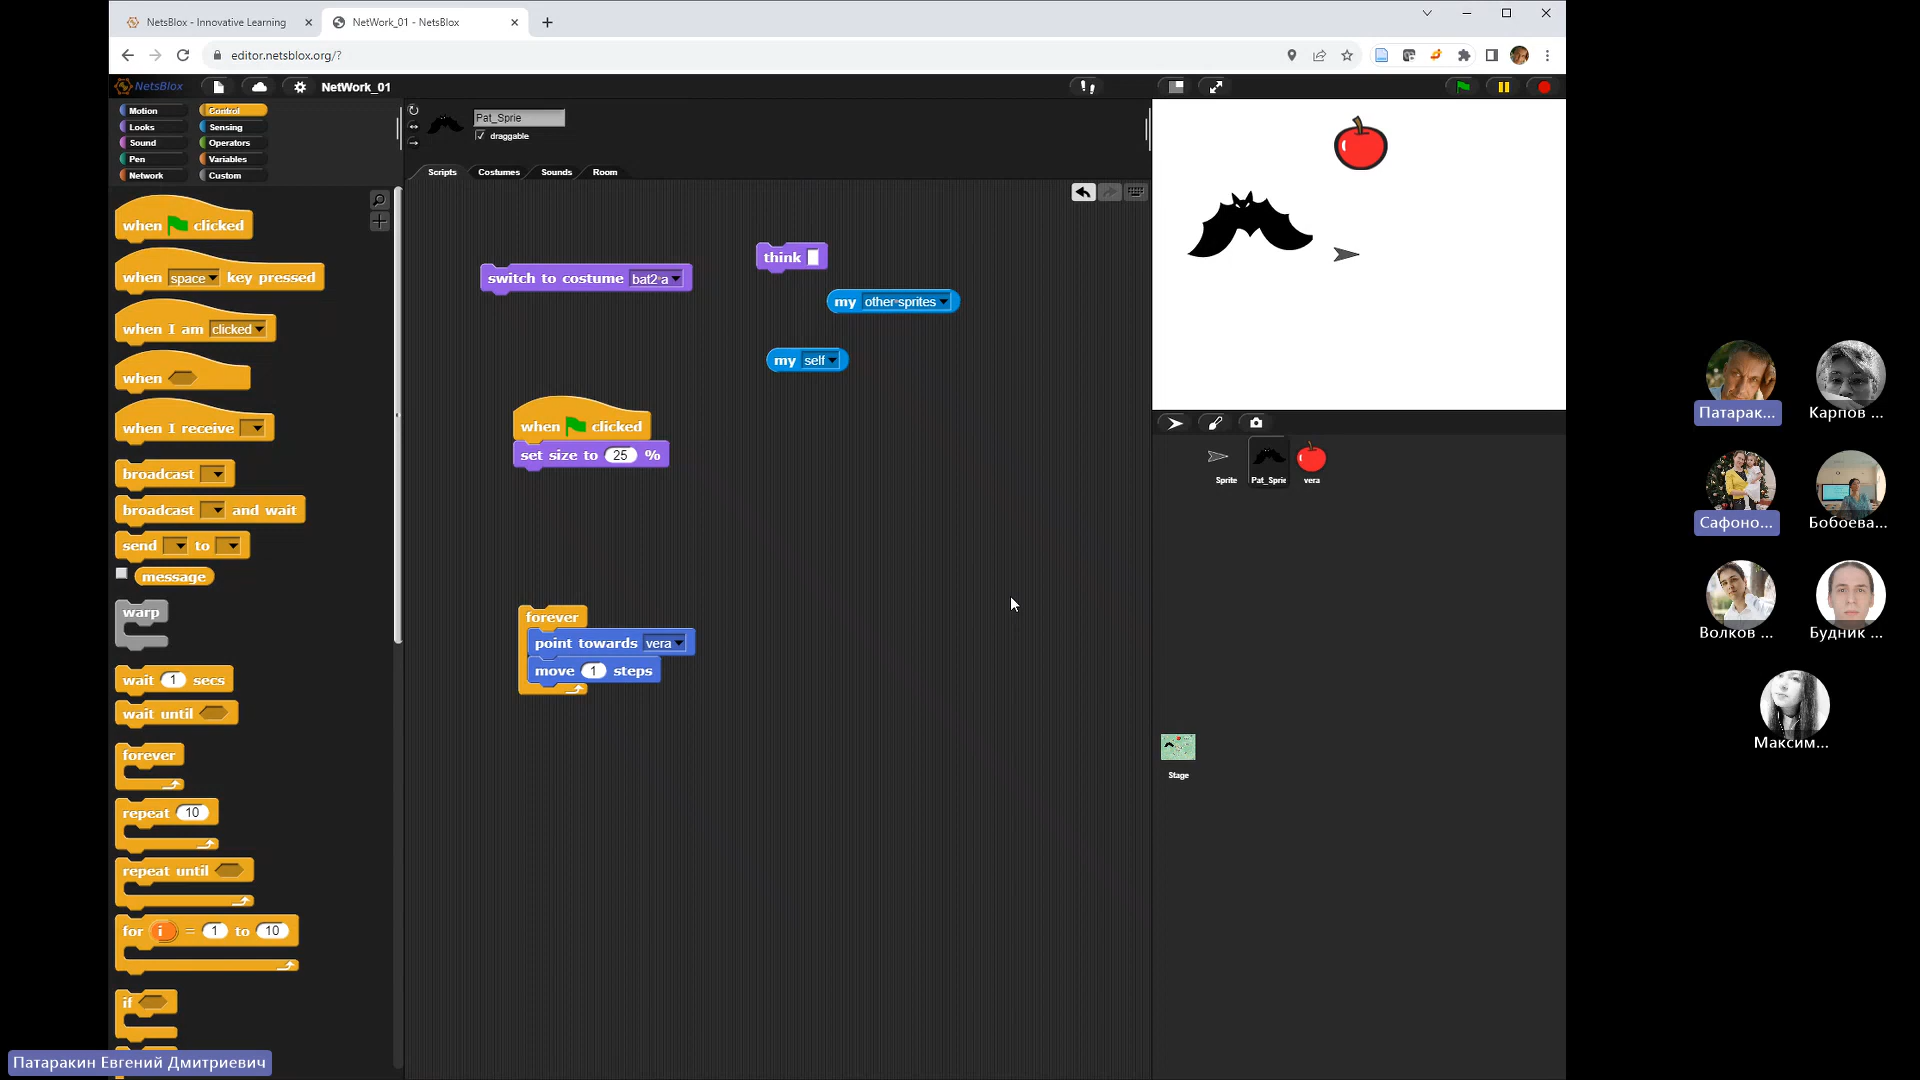 NetsBlox - Innovative Learning
NetWork_01 - NetsBlox
editor.netsblox.org/?
NetsBlox
NetWork_01
Motion
Control
Looks
Sensing
Sound
Operators
Pen
Variables
Network
Custom
when clicked
when space key pressed
when I am clicked
when
when I receive
broadcast
broadcast and wait
send to
message
warp
wait 1 secs
wait until
forever
repeat 10
repeat until
for i = 1 to 10
if
Pat_Sprie
draggable
Scripts
Costumes
Sounds
Room
switch to costume bat2-a
think
my other sprites
my self
when clicked
set size to 25 %
forever
point towards vera
move 1 steps
Sprite
Pat_Sprie
vera
Stage
Патарак...
Карпов ...
Сафоно...
Бобоева...
Волков ...
Будник ...
Максим...
Патаракин Евгений Дмитриевич